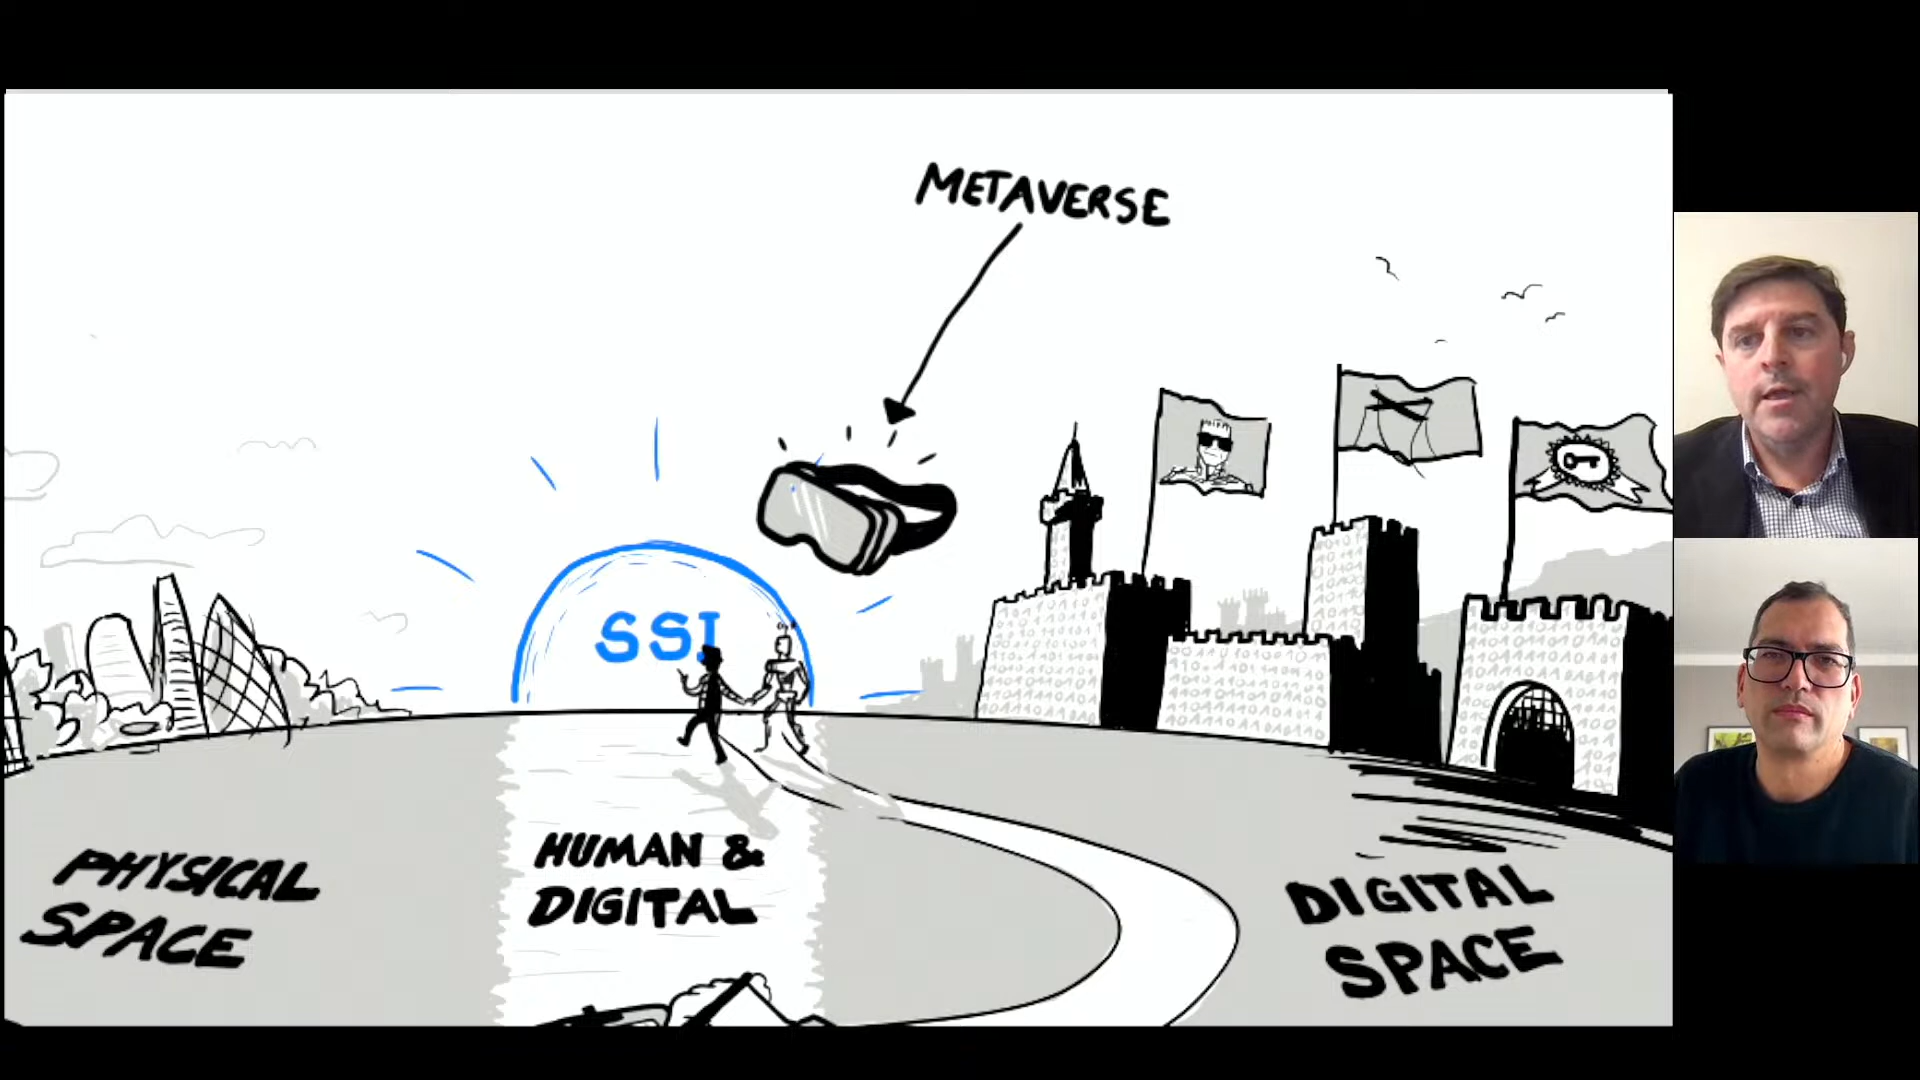 METAVERSE
SSI
PHYSICAL
SPACE
HUMAN &
DIGITAL
DIGITAL
SPACE